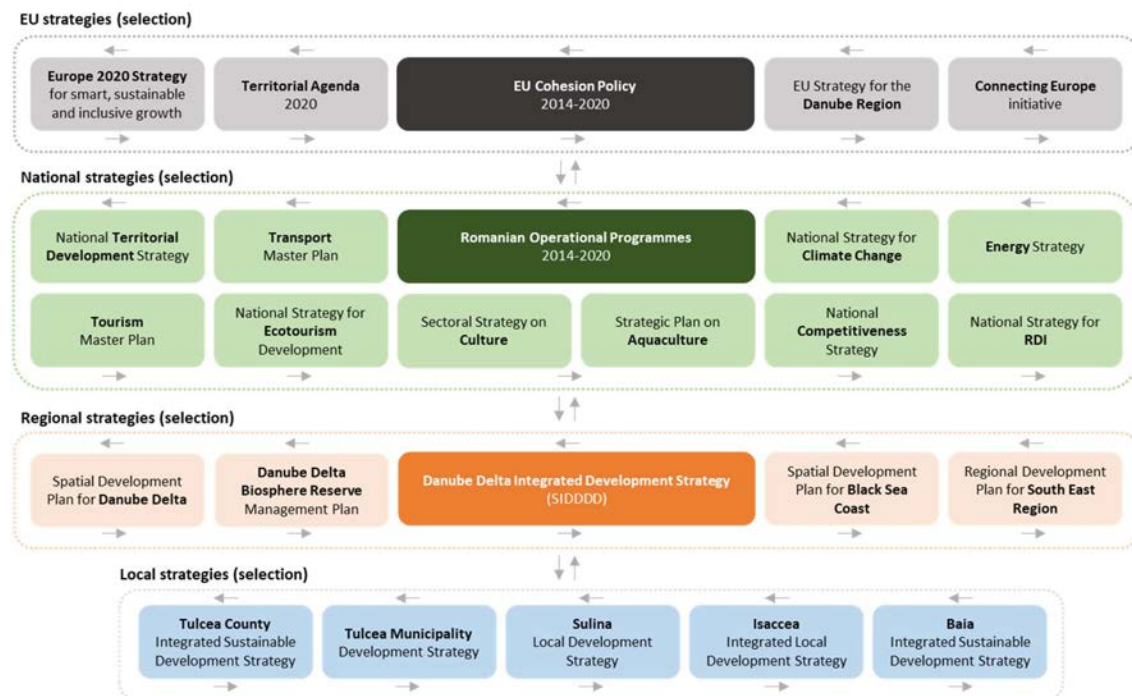 EU strategies (selection)
Europe 2020 Strategy
for smart, sustainable
and inclusive growth
Territorial Agenda
2020
EU Cohesion Policy
2014-2020
EU Strategy for the
Danube Region
Connecting Europe
initiative
National strategies (selection)
National Territorial
Development Strategy
Transport
Master Plan
Romanian Operational Programmes
2014-2020
National Strategy for
Climate Change
Energy Strategy
Tourism
Master Plan
National Strategy for
Ecotourism
Development
Sectoral Strategy on
Culture
Strategic Plan on
Aquaculture
National
Competitiveness
Strategy
National Strategy for
RDI
Regional strategies (selection)
Spatial Development
Plan for Danube Delta
Danube Delta
Biosphere Reserve
Management Plan
Danube Delta Integrated Development Strategy
(SIDDDD)
Spatial Development
Plan for Black Sea
Coast
Regional Development
Plan for South East
Region
Local strategies (selection)
Tulcea County
Integrated Sustainable
Development Strategy
Tulcea Municipality
Development Strategy
Sulina
Local Development
Strategy
Isaccea
Integrated Local
Development Strategy
Baia
Integrated Sustainable
Development Strategy